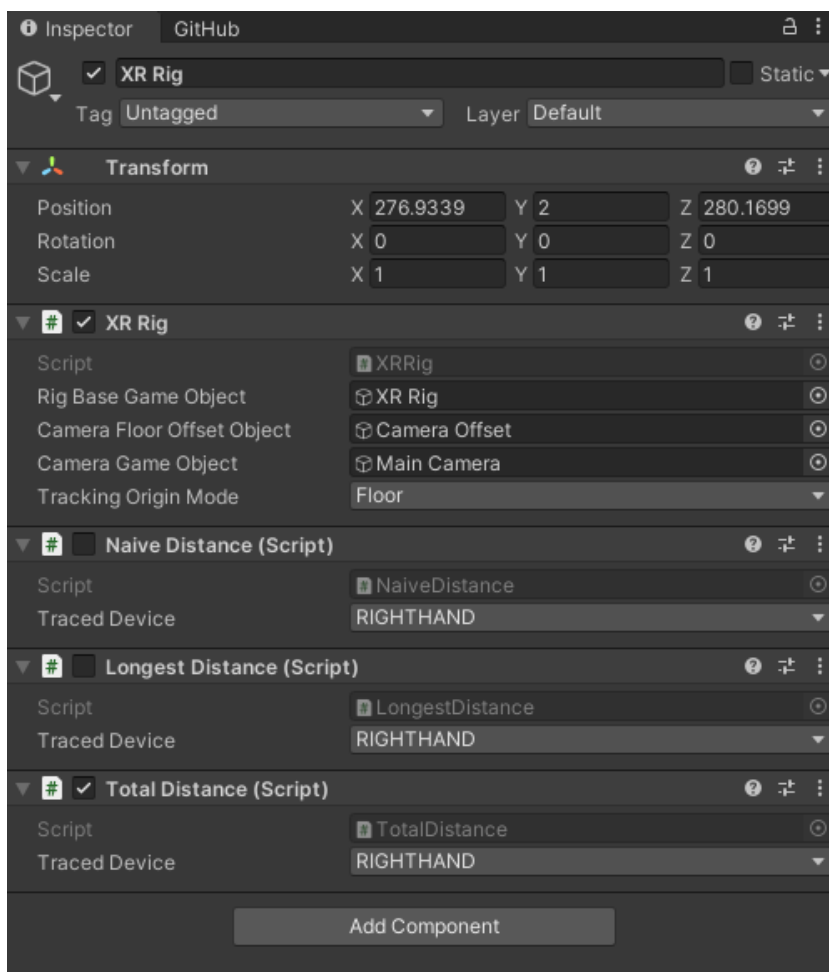 Inspector GitHub
XR Rig Static
Tag Untagged Layer Default
Transform
Position X 276.9339 Y 2 Z 280.1699
Rotation X 0 Y 0 Z 0
Scale X 1 Y 1 Z 1
# XR Rig
Script # XRRig
Rig Base Game Object XR Rig
Camera Floor Offset Object Camera Offset
Camera Game Object Main Camera
Tracking Origin Mode Floor
# Naive Distance (Script)
Script # NaiveDistance
Traced Device RIGHTHAND
# Longest Distance (Script)
Script # LongestDistance
Traced Device RIGHTHAND
# Total Distance (Script)
Script # TotalDistance
Traced Device RIGHTHAND
Add Component